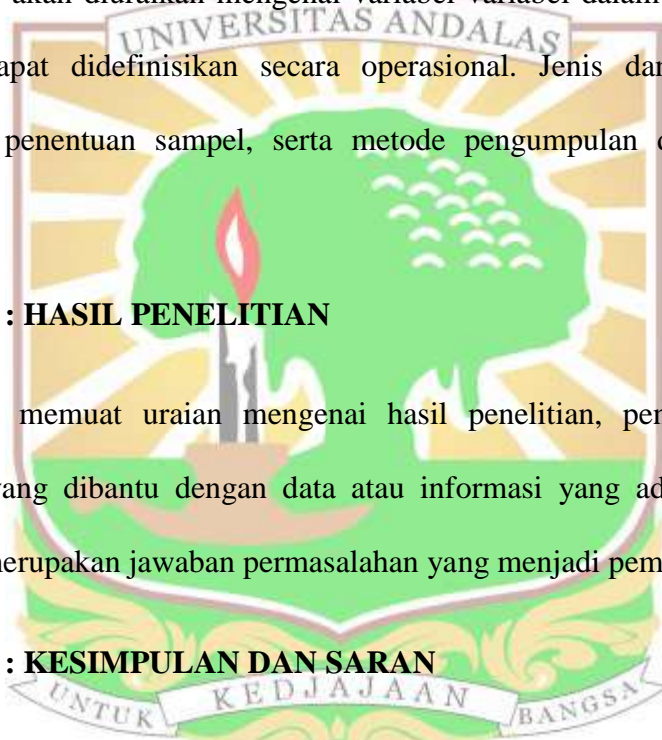 akan diuraikan mengenai variabel-variabel dalam
UNIVERSITAS ANDALAS
apat didefinisikan secara operasional. Jenis dan
penentuan sampel, serta metode pengumpulan
: HASIL PENELITIAN
memuat uraian mengenai hasil penelitian, pen
yang dibantu dengan data atau informasi yang ad
merupakan jawaban permasalahan yang menjadi pem
: KESIMPULAN DAN SARAN
UNTUK KEDJAJAAN BANGSA